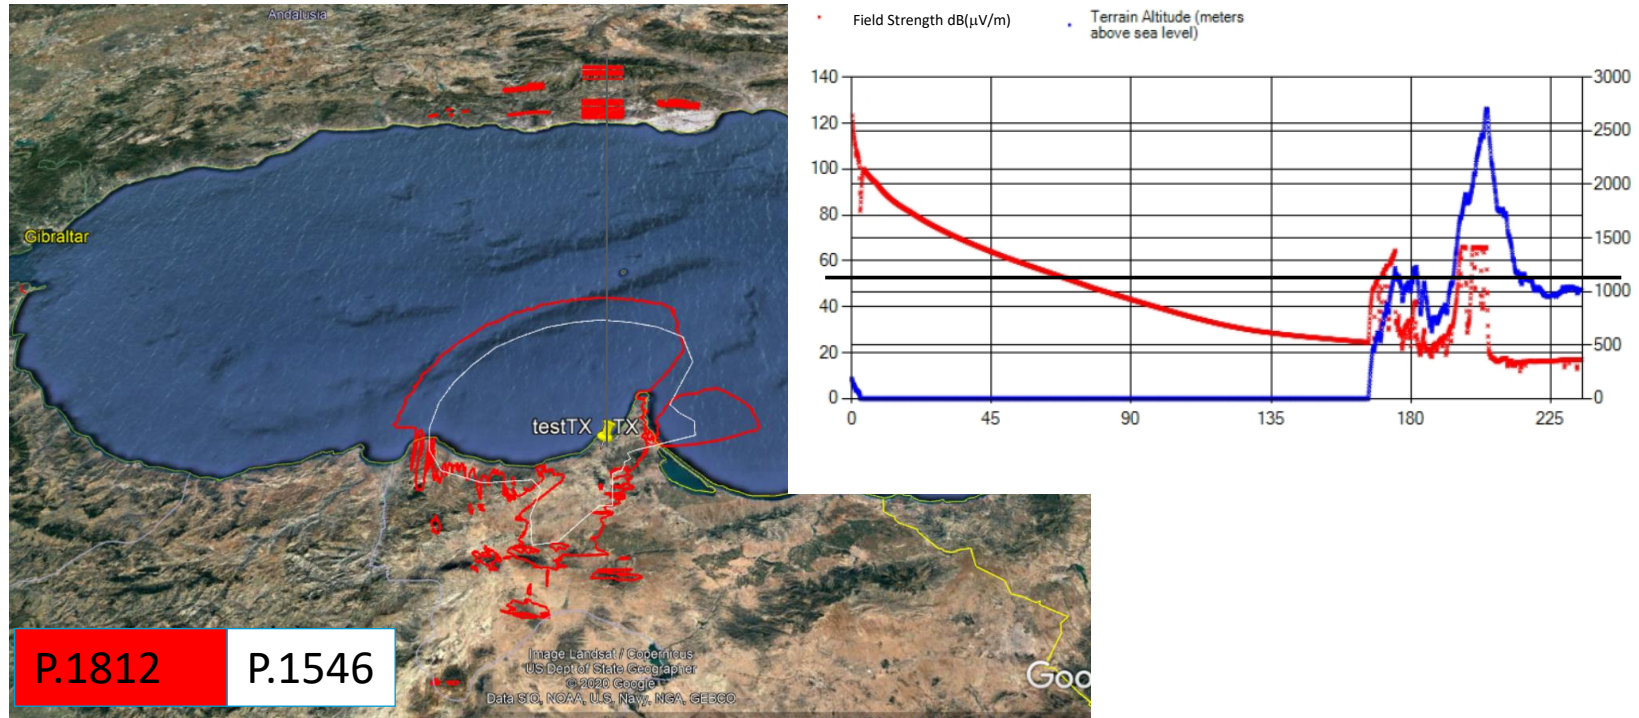 Andalusia
Gibraltar
testTX
TX
Image Landsat / Copernicus
US Dept of State Geographer
© 2020 Google
Data SIO, NOAA, U.S. Navy, NGA, GEBCO
Goo
P.1812
P.1546
Field Strength dB(μV/m)
Terrain Altitude (meters
above sea level)
140
120
100
80
60
40
20
0
3000
2500
2000
1500
1000
500
0
0
45
90
135
180
225